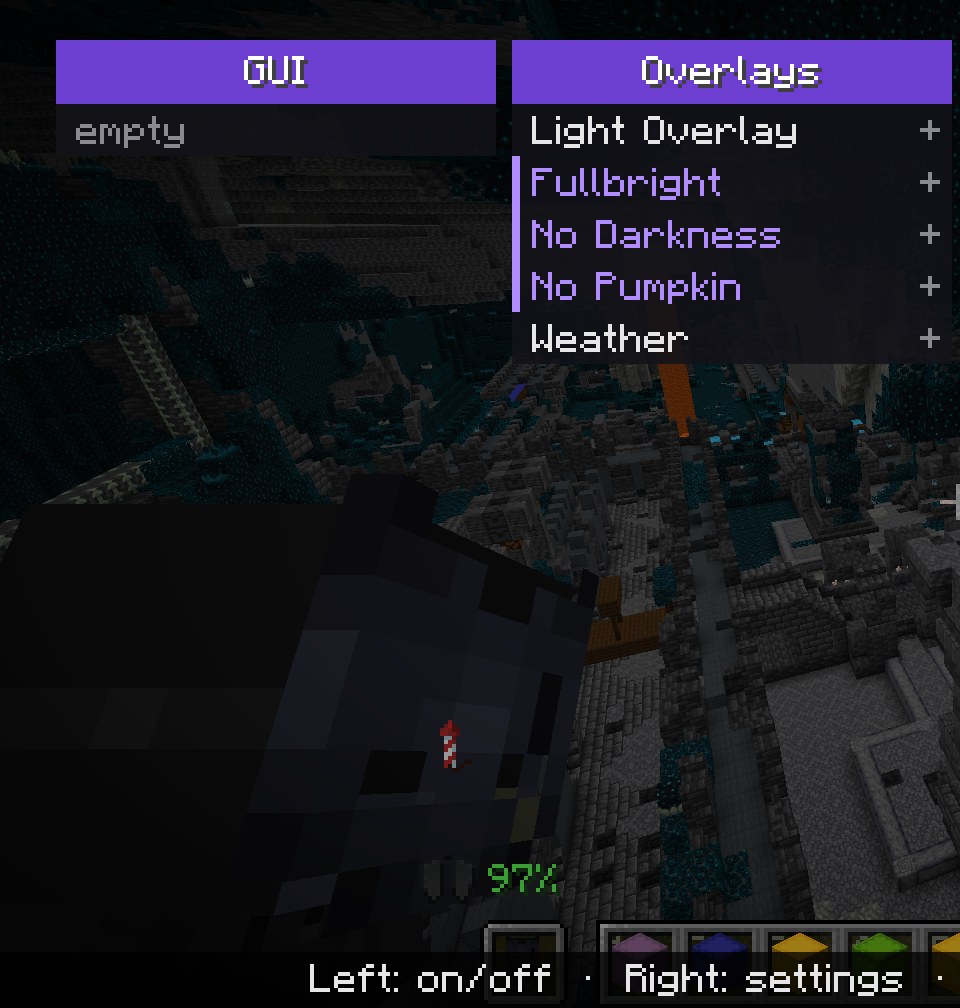 GUI
empty
Overlays
Light Overlay +
Fullbright +
No Darkness +
No Pumpkin +
Weather +
97%
Left: on/off · Right: settings ·